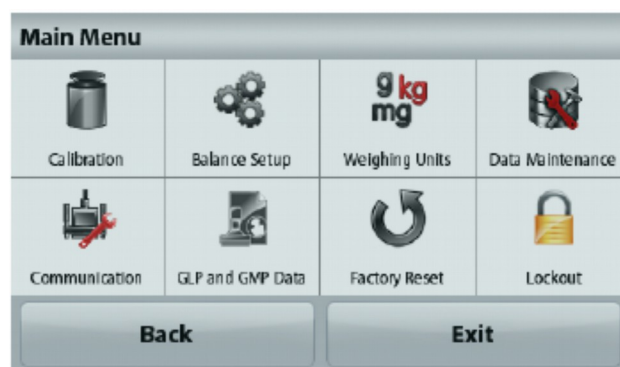 Main Menu
g kg
mg
Calibration
Balance Setup
Weighing Units
Data Maintenance
Communication
GLP and GMP Data
Factory Reset
Lockout
Back
Exit